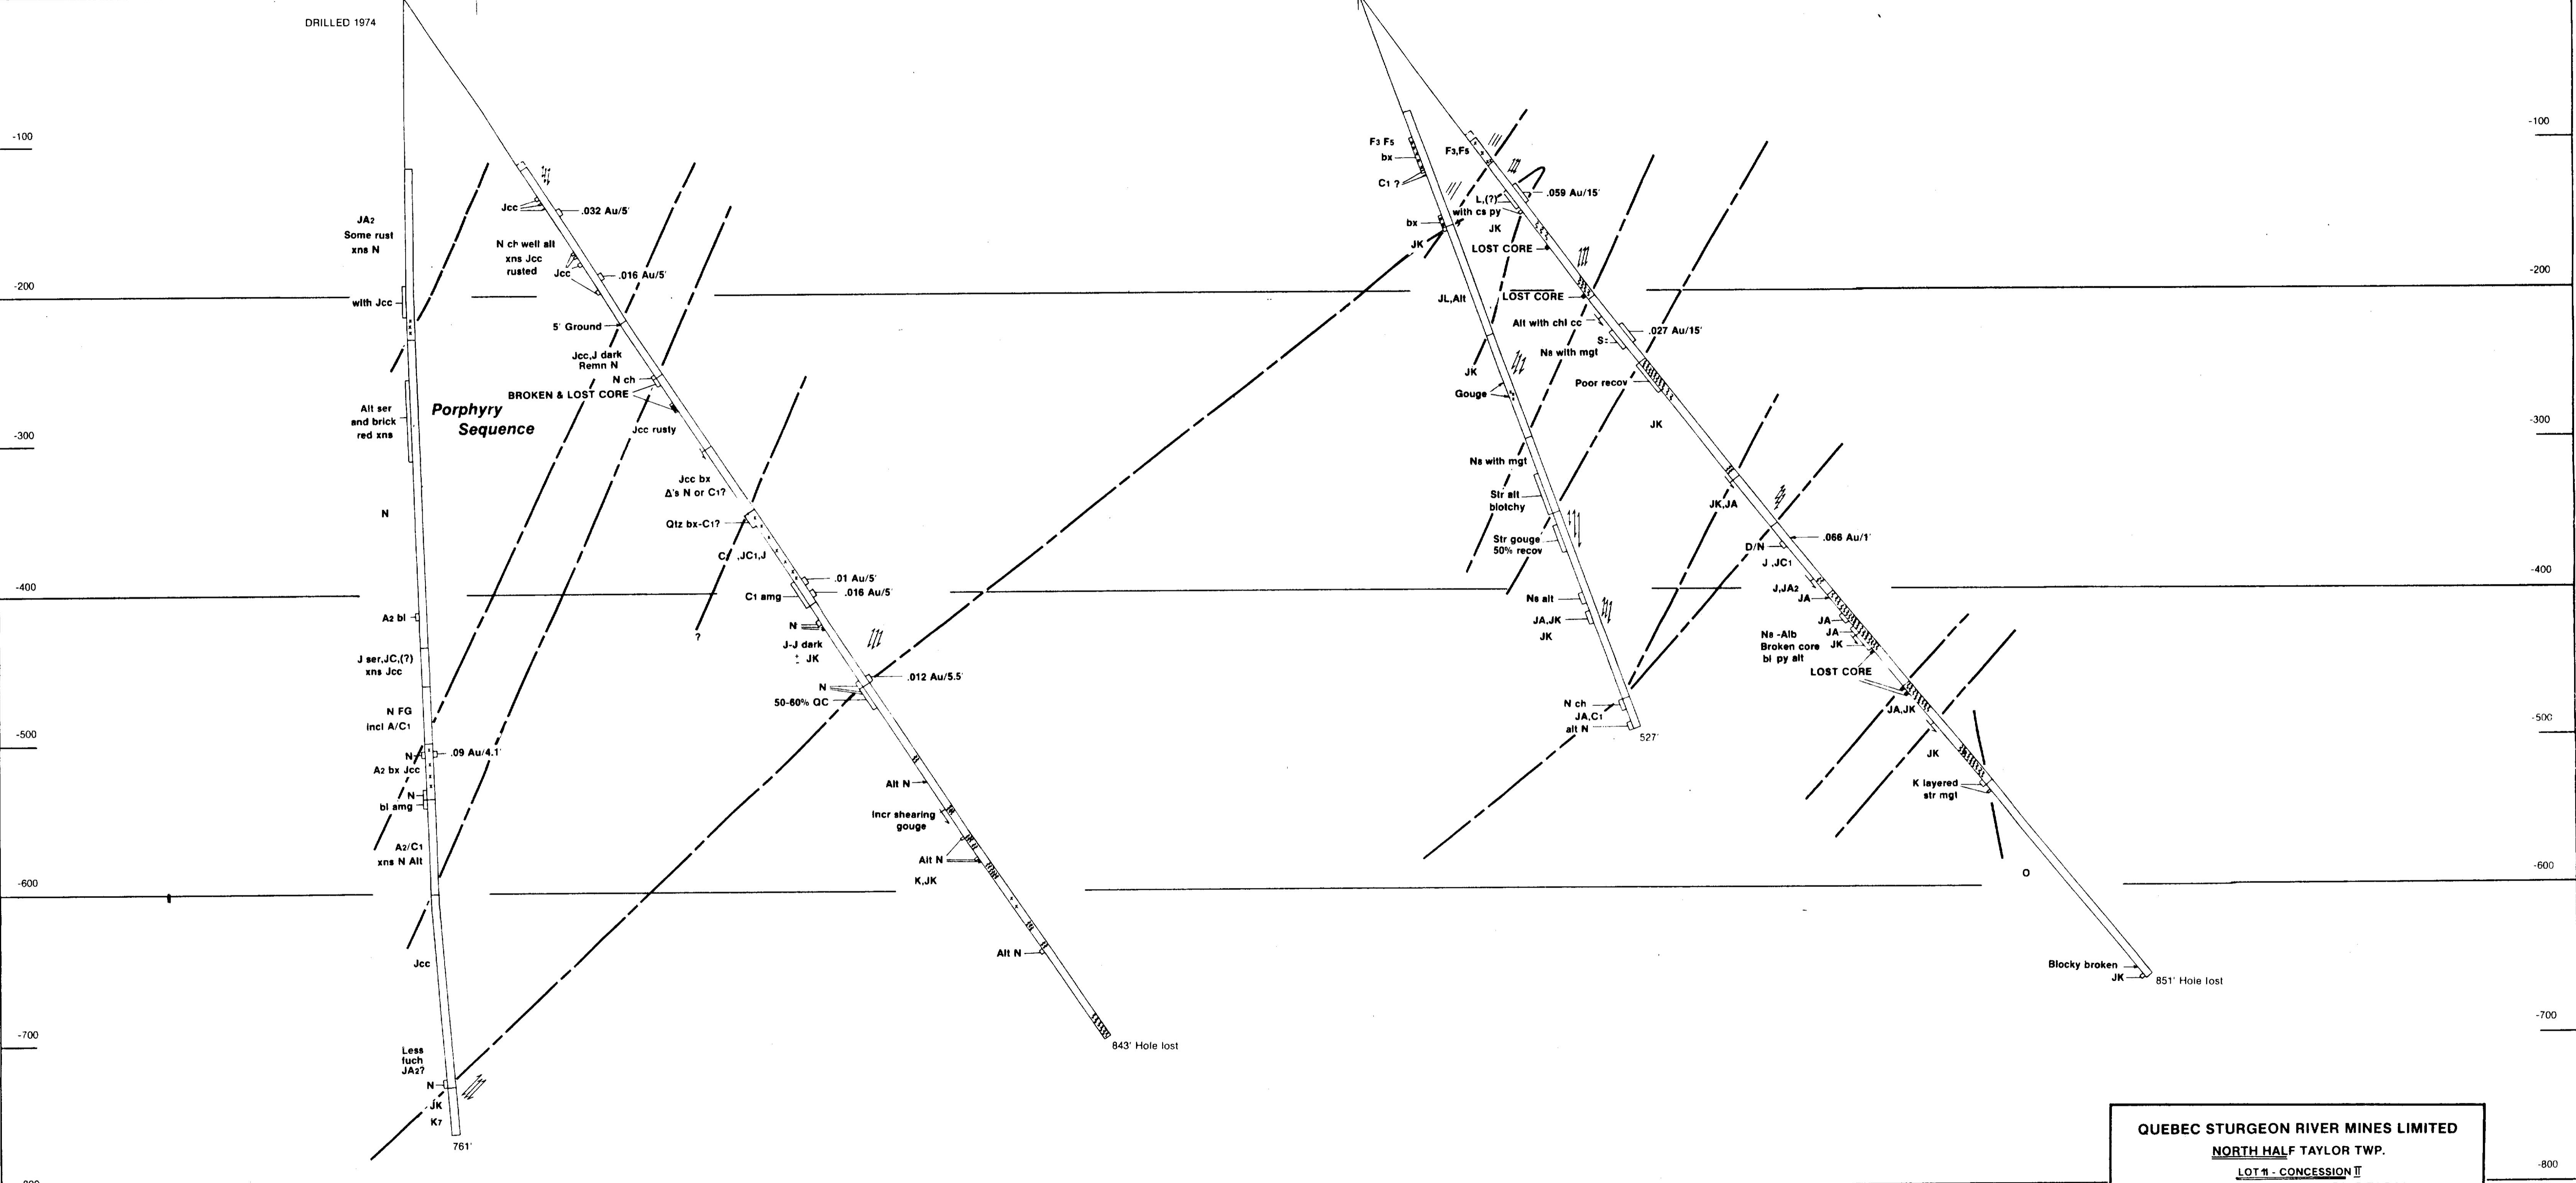 DRILLED 1974
-100
-200
-300
-400
-500
-600
-700
JA2
Some rust
xns N
with Jcc
Alt ser
and brick
red xns
N
A2 bl
J ser,JC,(?)
xns Jcc
N FG
incl A/C1
N
.09 Au/4.1'
A2 bx Jcc
N
bl amg
A2/C1
xns N Alt
Jcc
Less
fuch
JA2?
N
JK
K7
761'
Porphyry
Sequence
Jcc
.032 Au/5'
N ch well alt
xns Jcc
rusted
Jcc
.016 Au/5'
5' Ground
Jcc,J dark
Remn N
N ch
BROKEN & LOST CORE
Jcc rusty
Jcc bx
Δ's N or C1?
Qtz bx-C1?
,JC1,J
.01 Au/5'
.016 Au/5'
C1 amg
N
J-J dark
JK
?
.012 Au/5.5'
N
50-60% QC
Alt N
Incr shearing
gouge
Alt N
K,JK
Alt N
843' Hole lost
F3 F5
bx
C1 ?
bx
JK
JL,Alt
JK
Gouge
N8 with mgt
Str alt
blotchy
Str gouge
50% recov
N8 alt
JA,JK
JK
N ch
JA,C1
alt N
527'
F3,F5
.059 Au/15'
L,(?)
with cs py
JK
LOST CORE
LOST CORE
Alt with chl cc
.027 Au/15'
S=
N8 with mgt
Poor recov
JK
JK,JA
.066 Au/1'
D/N
J ,JC1
J,JA2
JA
JA
JA
N8 -Alb
Broken core
bl py alt
JK
LOST CORE
JA,JK
JK
K layered
str mgt
O
Blocky broken
JK
851' Hole lost
-100
-200
-300
-400
-500
-600
-700
-800
QUEBEC STURGEON RIVER MINES LIMITED
NORTH HALF TAYLOR TWP.
LOT 11 - CONCESSION II